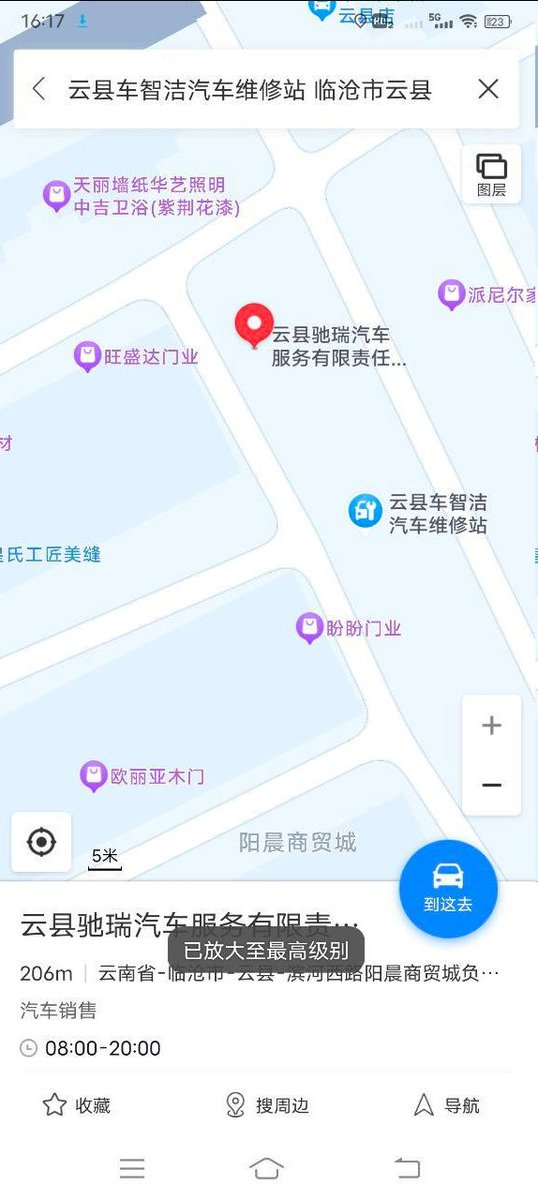 16:17
云县店
5G
23
云县车智洁汽车维修站 临沧市云县
图层
天丽墙纸华艺照明
中吉卫浴(紫荆花漆)
派尼尔家
云县驰瑞汽车
服务有限责任...
旺盛达门业
材
云县车智洁
汽车维修站
氏工匠美缝
盼盼门业
欧丽亚木门
阳晨商贸城
5米
到这去
云县驰瑞汽车服务有限责...
已放大至最高级别
206m 云南省-临沧市-云县-滨河西路阳晨商贸城负...
汽车销售
08:00-20:00
收藏
搜周边
导航